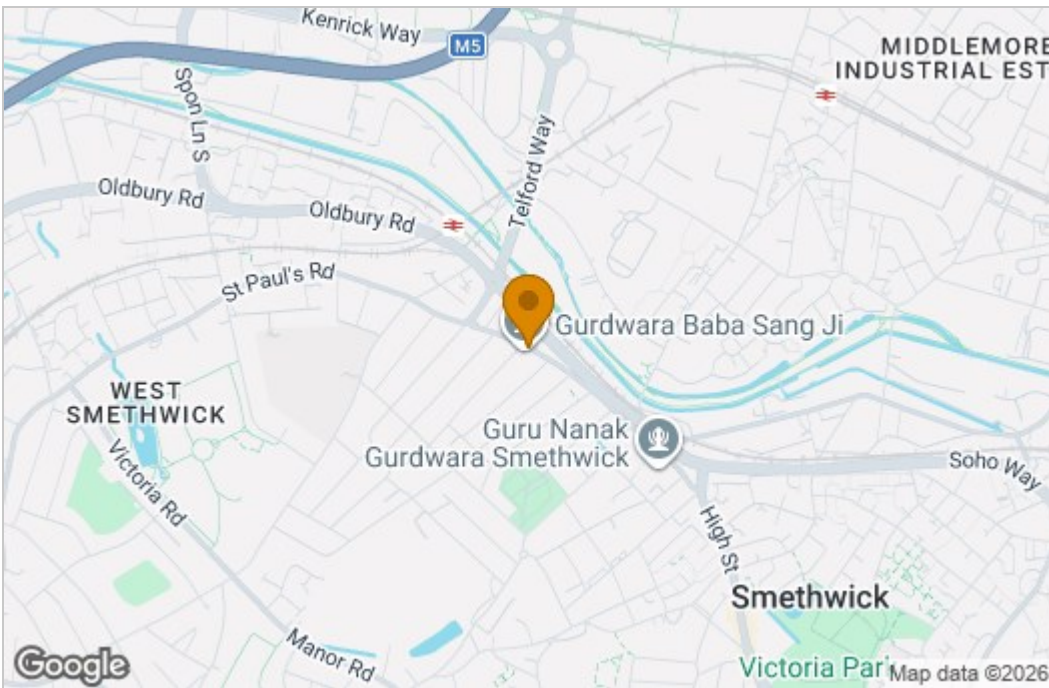 Kenrick Way
M5
MIDDLEMORE
INDUSTRIAL EST
Spon Ln S
Telford Way
Oldbury Rd
Oldbury Rd
St Paul's Rd
Gurdwara Baba Sang Ji
WEST
SMETHWICK
Guru Nanak
Gurdwara Smethwick
Victoria Rd
Soho Way
High St
Smethwick
Manor Rd
Victoria Par
Google
Map data ©2026